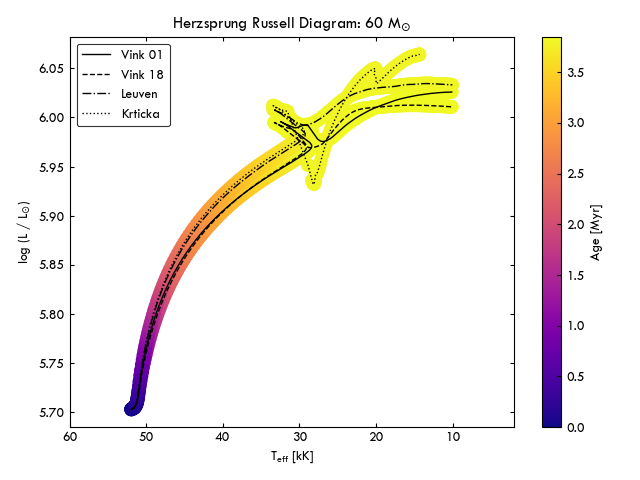 Herzsprung Russell Diagram: 60 M⊙
Vink 01
Vink 18
Leuven
Krticka
6.05
6.00
5.95
5.90
5.85
5.80
5.75
5.70
log (L / L⊙)
60
50
40
30
20
10
T_eff [kK]
3.5
3.0
2.5
2.0
1.5
1.0
0.5
0.0
Age [Myr]